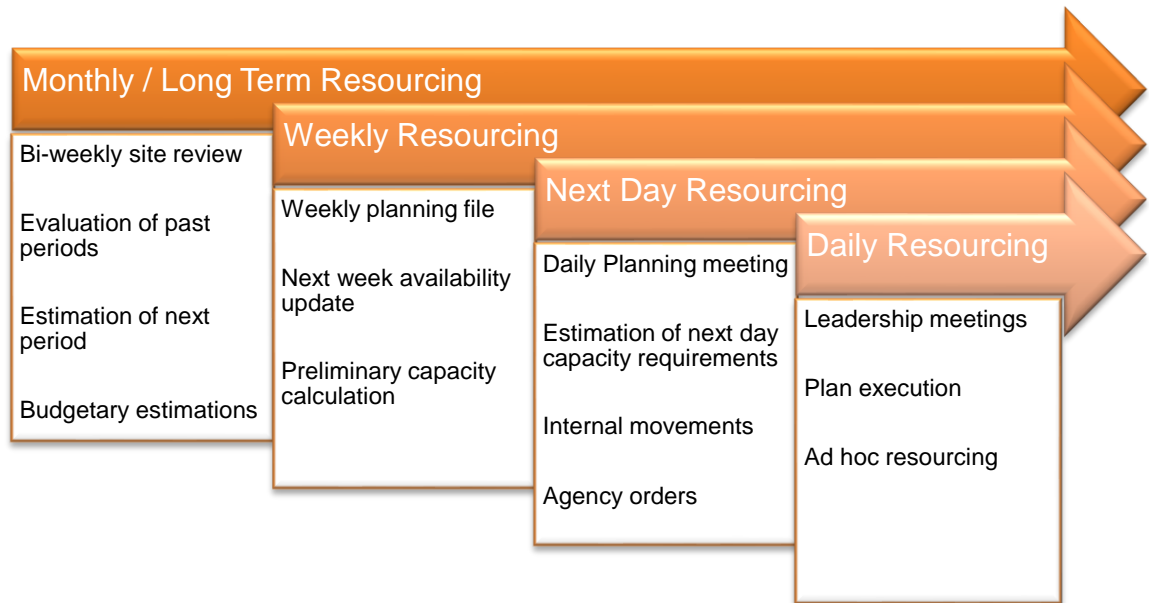 Monthly / Long Term Resourcing
Bi-weekly site review
Evaluation of past
periods
Estimation of next
period
Budgetary estimations
Weekly Resourcing
Weekly planning file
Next week availability
update
Preliminary capacity
calculation
Next Day Resourcing
Daily Planning meeting
Estimation of next day
capacity requirements
Internal movements
Agency orders
Daily Resourcing
Leadership meetings
Plan execution
Ad hoc resourcing